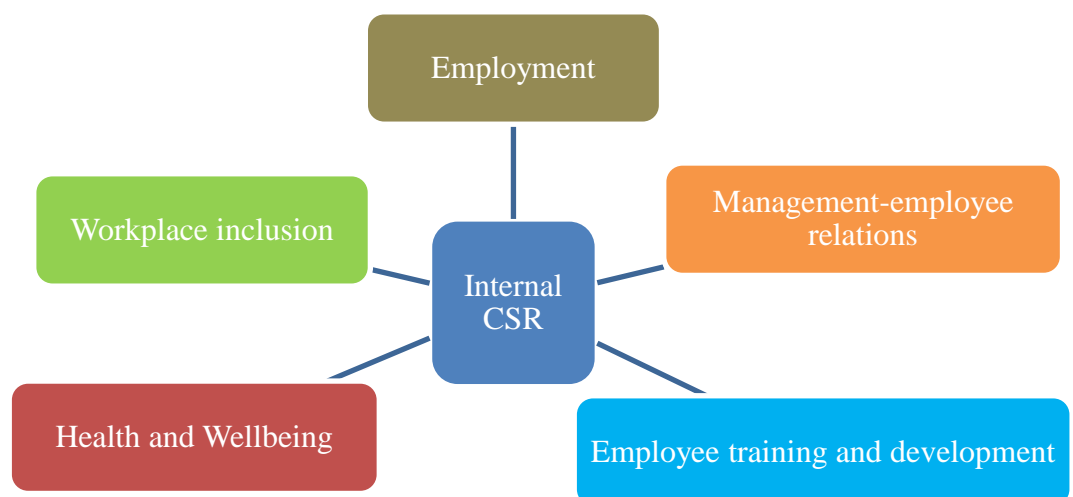 Employment
Workplace inclusion
Management-employee
relations
Internal
CSR
Health and Wellbeing
Employee training and development